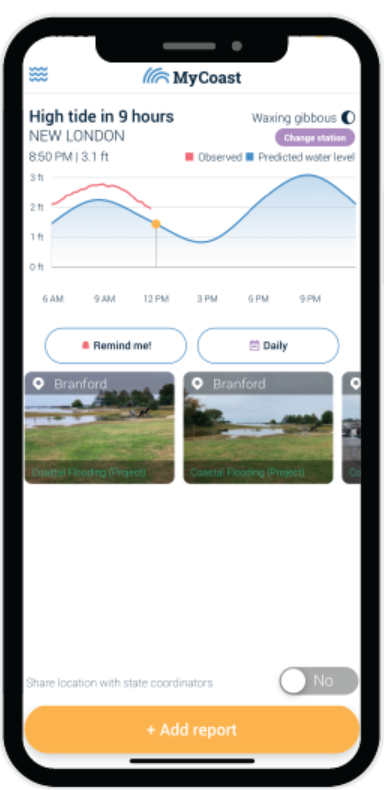 MyCoast
High tide in 9 hours
Waxing gibbous
NEW LONDON
Change station
8:50 PM | 3.1 ft
Observed Predicted water level
3 ft
2 ft
1 ft
0 ft
6 AM 9 AM 12 PM 3 PM 6 PM 9 PM
Remind me!
Daily
Branford
Branford
Coastal Flooding (Project)
Coastal Flooding (Project)
Co
Share location with state coordinators
No
+ Add report